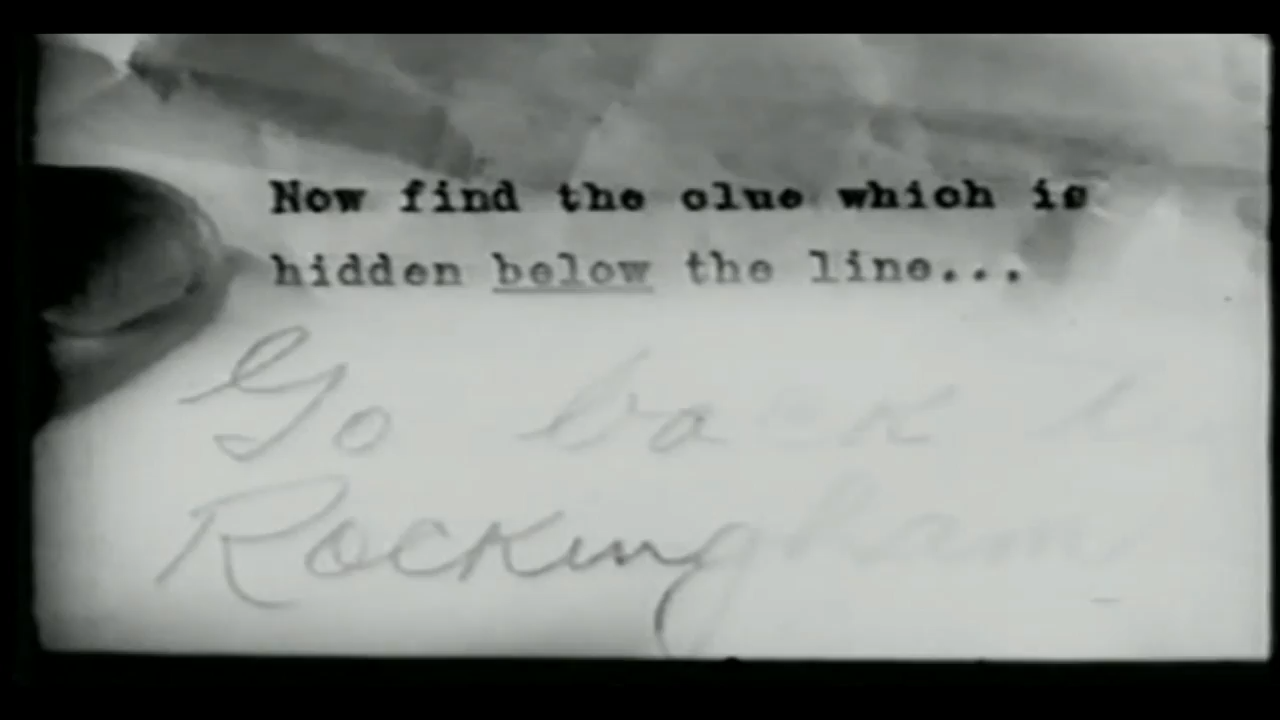 Now find the clue which is
hidden below the line...
Go back
Rockingham